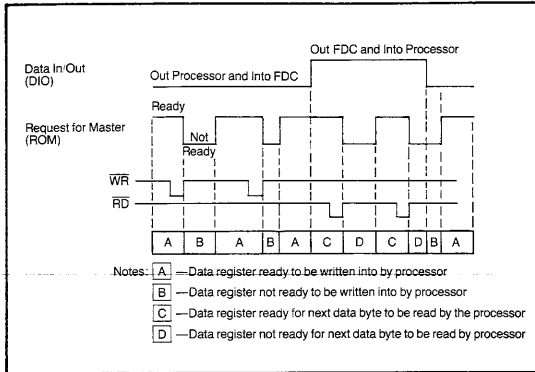 Out FDC and Into Processor
Data In/Out
(DIO)
Out Processor and Into FDC
Ready
Request for Master
(ROM)
Not
Ready
WR
RD
A B A B A C D C D B A
Notes: A —Data register ready to be written into by processor
B —Data register not ready to be written into by processor
C —Data register ready for next data byte to be read by the processor
D —Data register not ready for next data byte to be read by processor